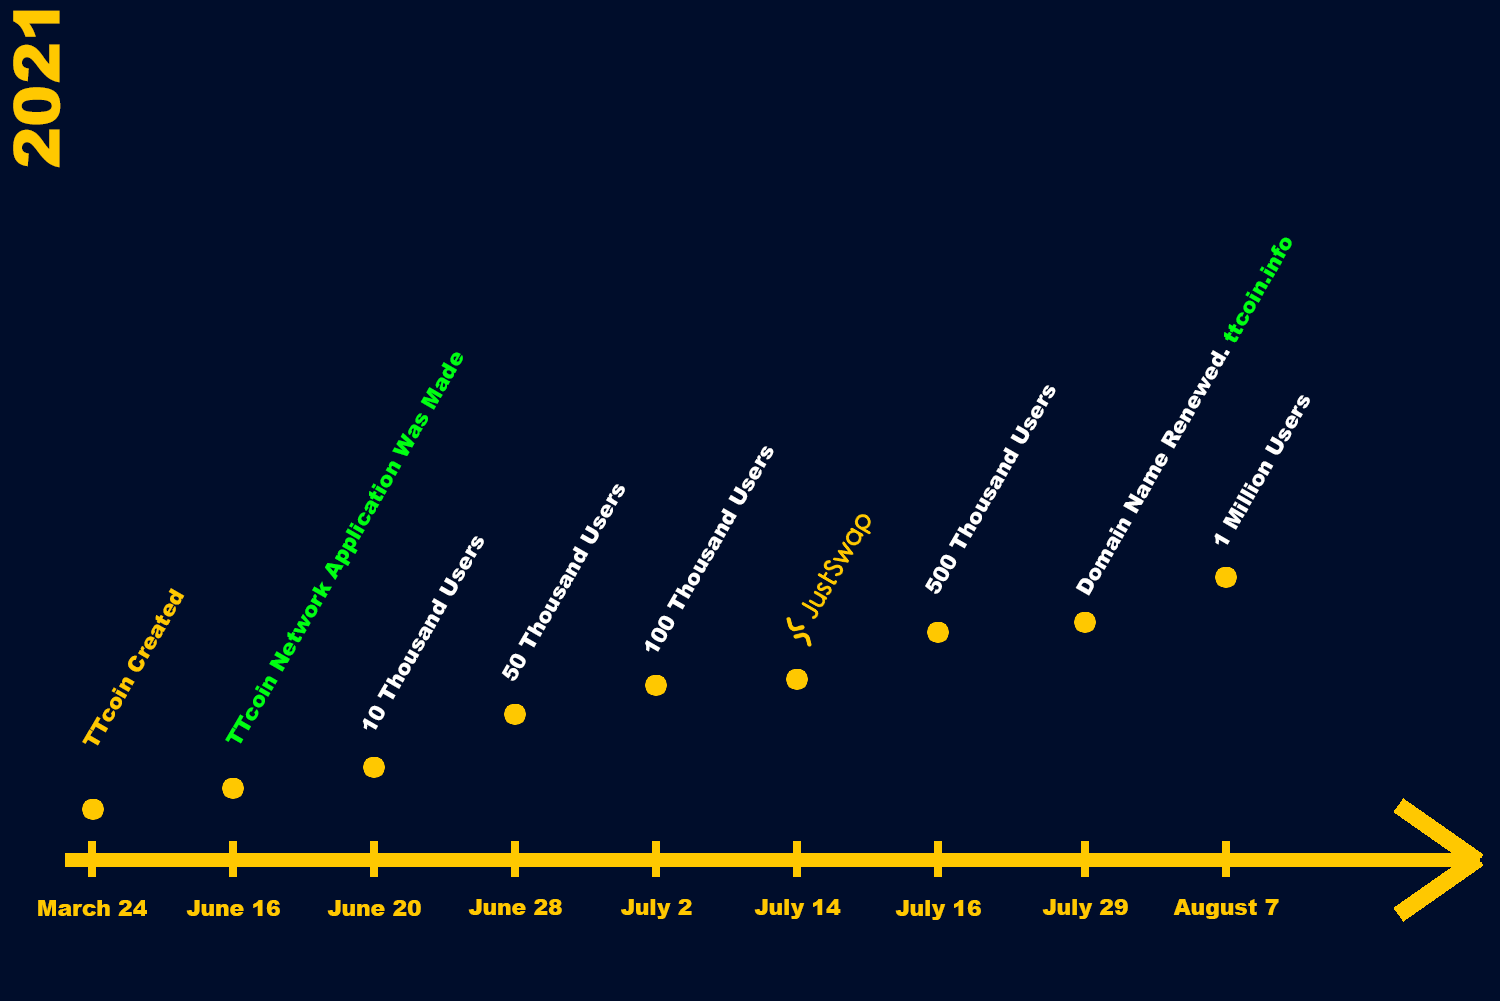 2021
TTcoin Created
TTcoin Network Application Was Made
10 Thousand Users
50 Thousand Users
100 Thousand Users
JustSwap
500 Thousand Users
Domain Name Renewed. ttcoin.info
1 Million Users
March 24
June 16
June 20
June 28
July 2
July 14
July 16
July 29
August 7